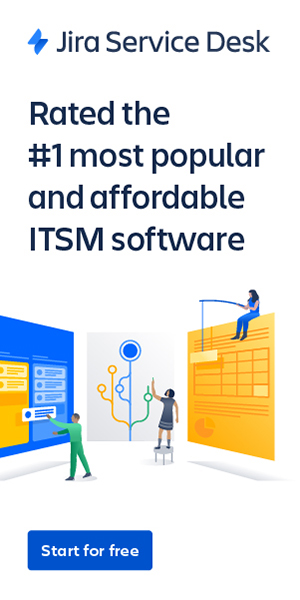 Jira Service Desk
Rated the
#1 most popular
and affordable
ITSM software
Start for free